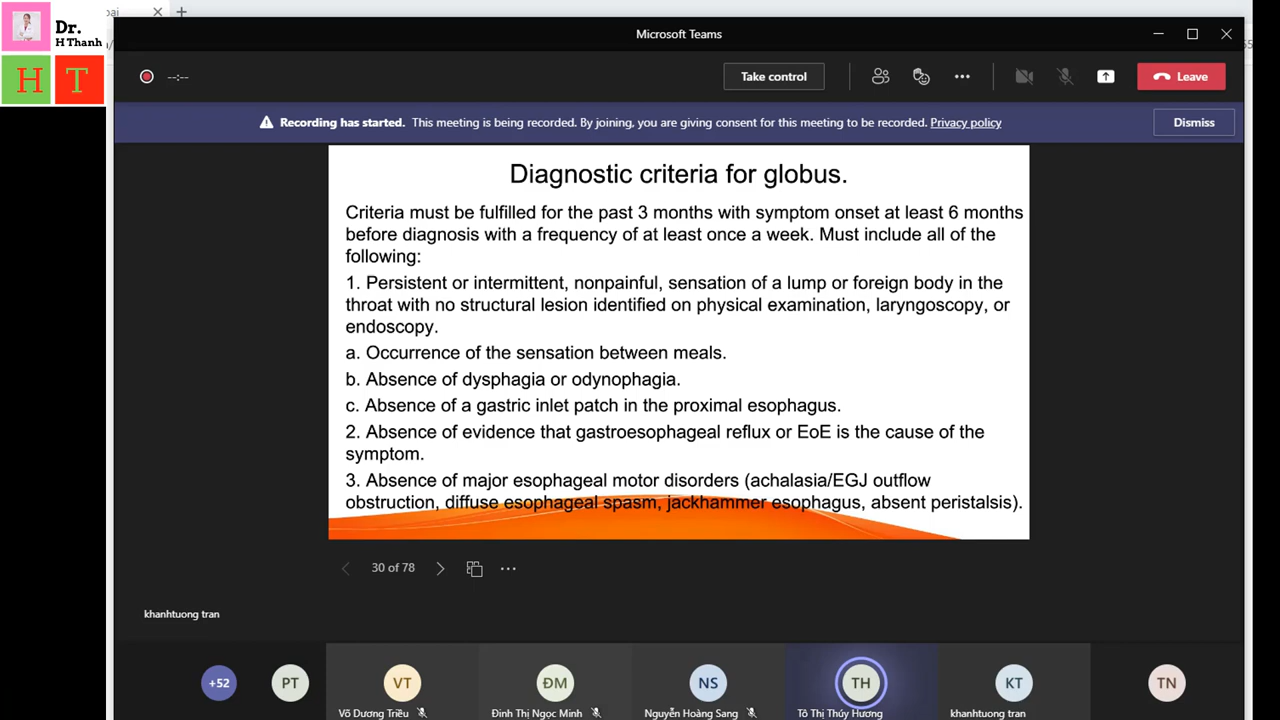 Dr.
H Thanh
H T
Microsoft Teams
--:--
Take control
Leave
Recording has started. This meeting is being recorded. By joining, you are giving consent for this meeting to be recorded. Privacy policy
Dismiss
Diagnostic criteria for globus.
Criteria must be fulfilled for the past 3 months with symptom onset at least 6 months
before diagnosis with a frequency of at least once a week. Must include all of the
following:
1. Persistent or intermittent, nonpainful, sensation of a lump or foreign body in the
throat with no structural lesion identified on physical examination, laryngoscopy, or
endoscopy.
a. Occurrence of the sensation between meals.
b. Absence of dysphagia or odynophagia.
c. Absence of a gastric inlet patch in the proximal esophagus.
2. Absence of evidence that gastroesophageal reflux or EoE is the cause of the
symptom.
3. Absence of major esophageal motor disorders (achalasia/EGJ outflow
obstruction, diffuse esophageal spasm, jackhammer esophagus, absent peristalsis).
30 of 78
khanhtuong tran
+52 PT VT ĐM NS TH KT TN
Võ Dương Triều Đinh Thị Ngọc Minh Nguyễn Hoàng Sang Tô Thị Thúy Hương khanhtuong tran